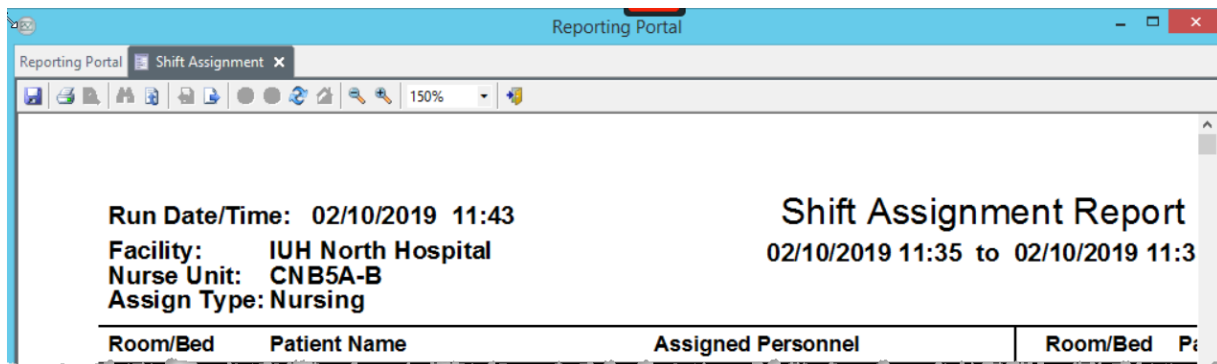 Reporting Portal
Reporting Portal Shift Assignment
150%
Run Date/Time: 02/10/2019 11:43 Shift Assignment Report
Facility: IUH North Hospital 02/10/2019 11:35 to 02/10/2019 11:3
Nurse Unit: CNB5A-B
Assign Type: Nursing
Room/Bed Patient Name Assigned Personnel Room/Bed